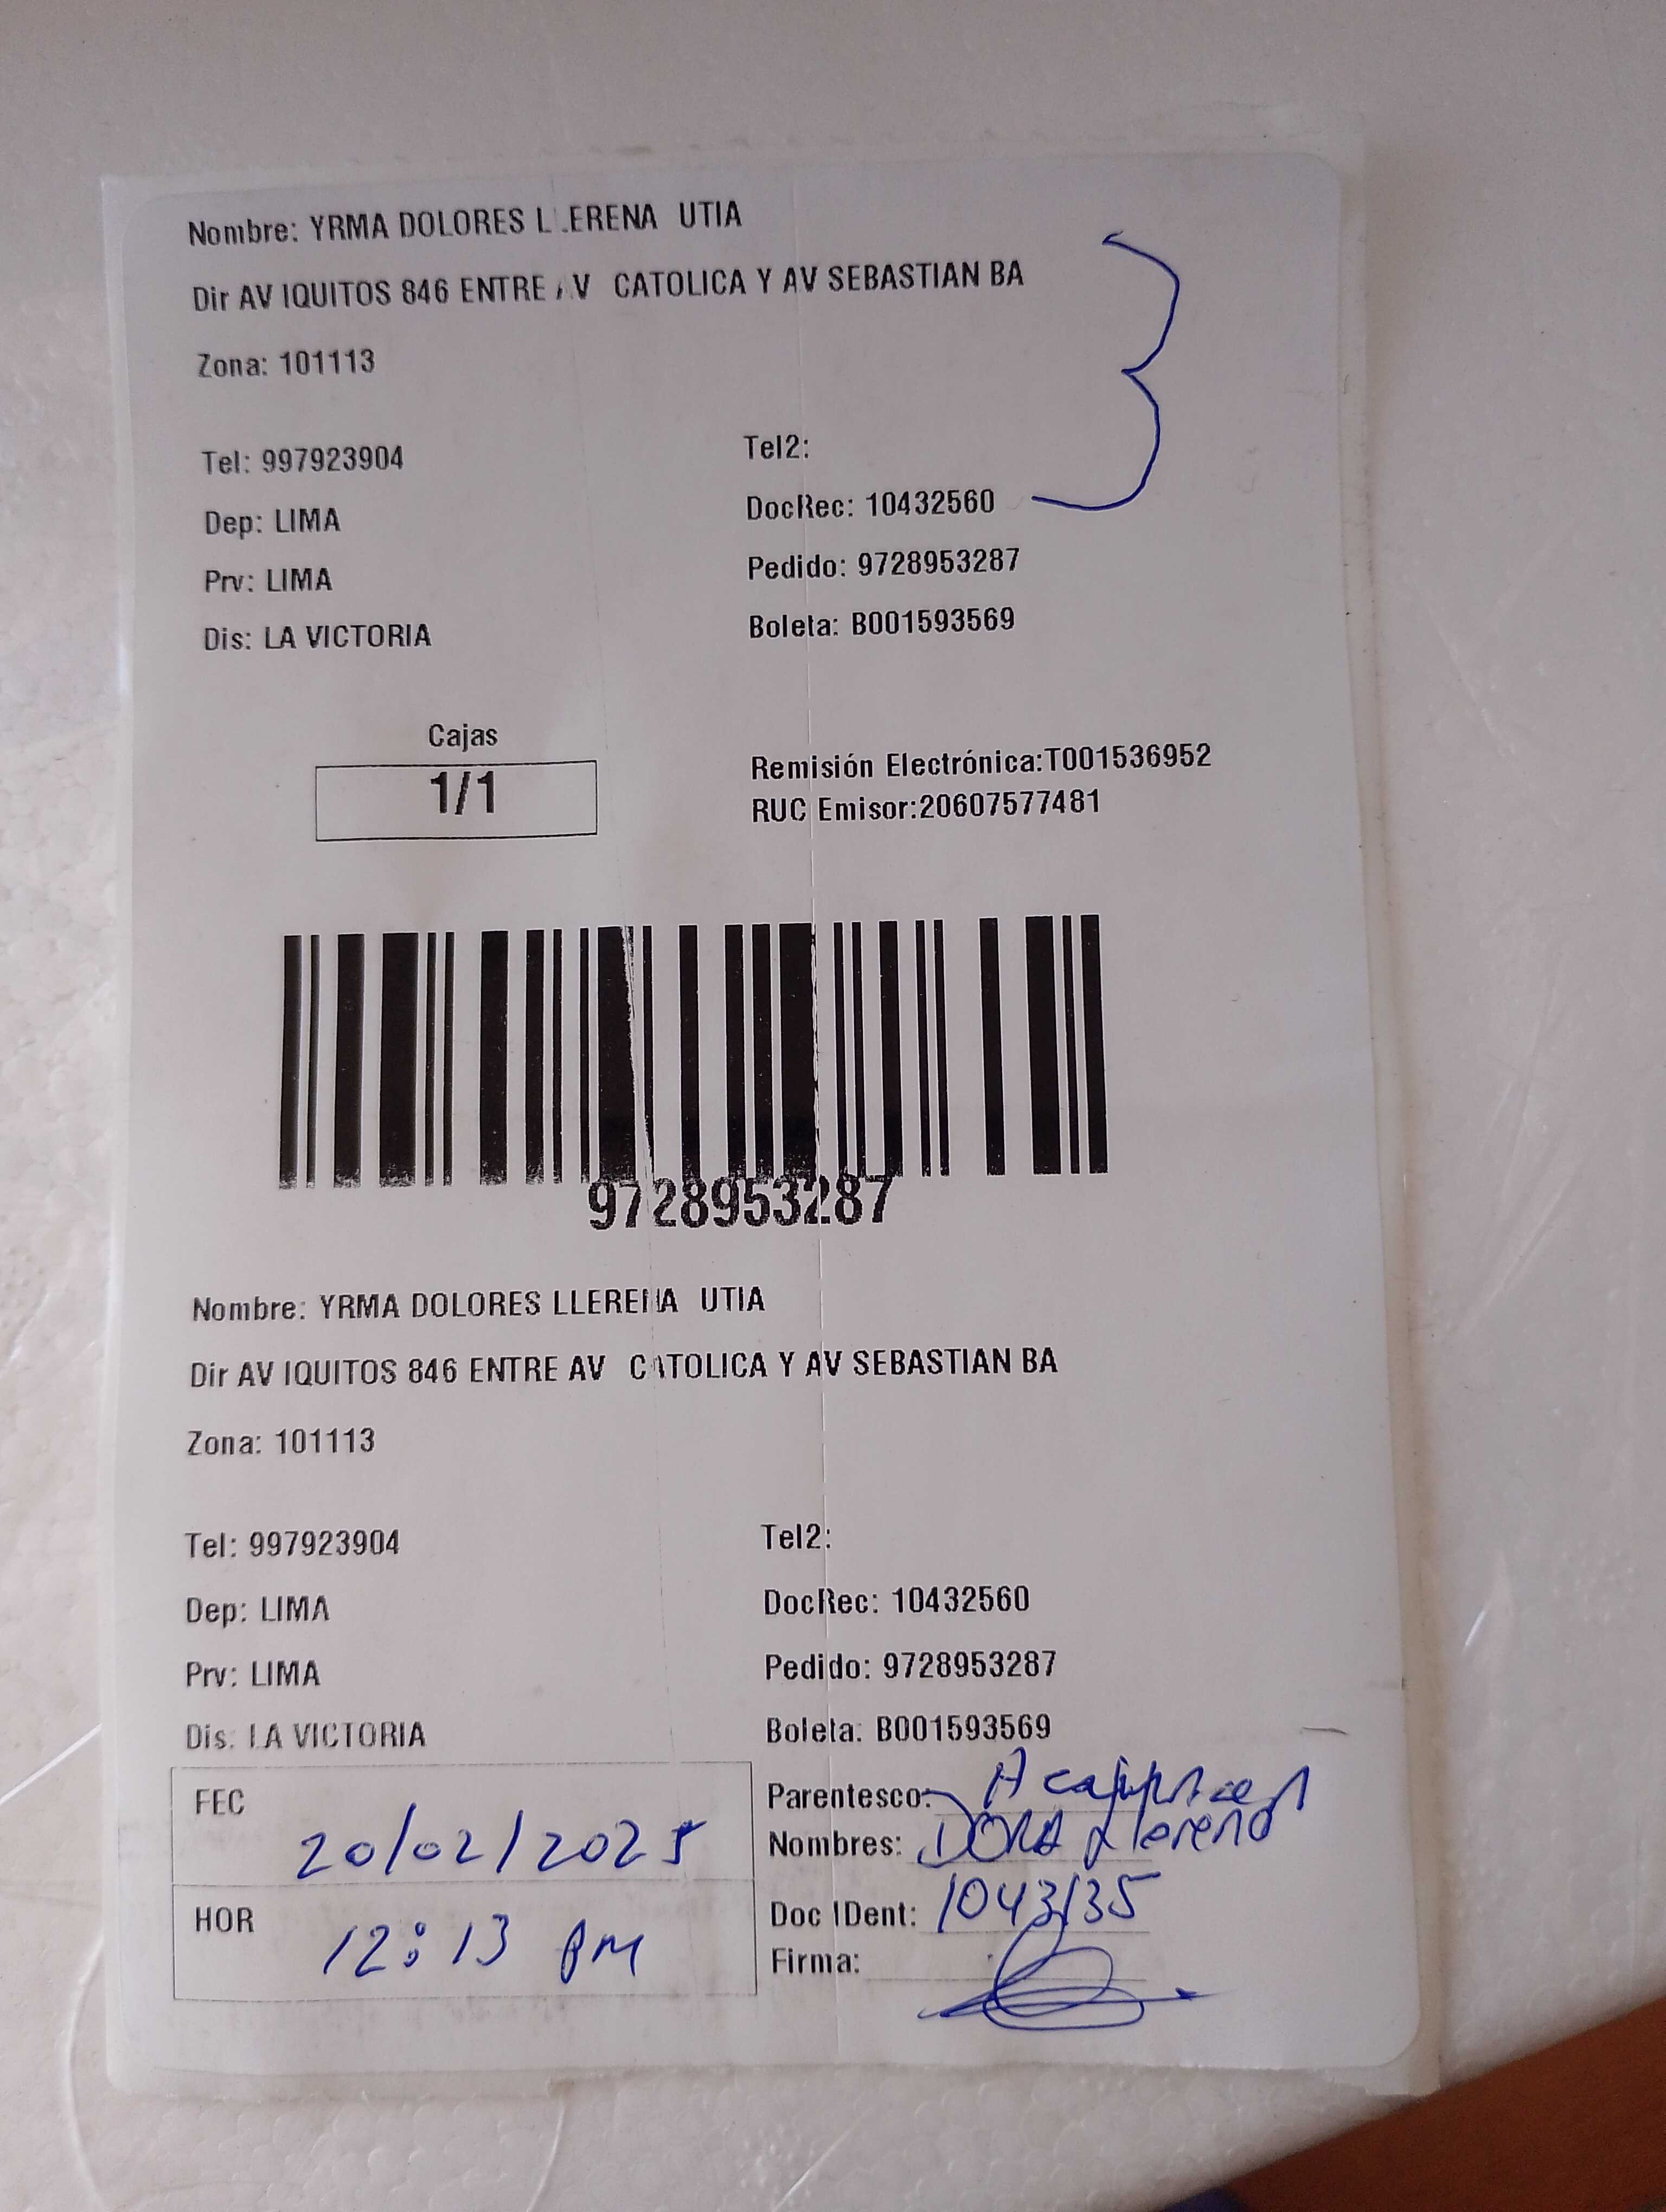 Nombre: YRMA DOLORES LLERENA UTIA
Dir AV IQUITOS 846 ENTRE AV CATOLICA Y AV SEBASTIAN BA
Zona: 101113
Tel: 997923904 Tel2:
Dep: LIMA DocRec: 10432560
Prv: LIMA Pedido: 9728953287
Dis: LA VICTORIA Boleta: B001593569
Cajas
1/1
Remisión Electrónica:T001536952
RUC Emisor:20607577481
9728953287
Nombre: YRMA DOLORES LLERENA UTIA
Dir AV IQUITOS 846 ENTRE AV CATOLICA Y AV SEBASTIAN BA
Zona: 101113
Tel: 997923904 Tel2:
Dep: LIMA DocRec: 10432560
Prv: LIMA Pedido: 9728953287
Dis: LA VICTORIA Boleta: B001593569
FEC 20/02/2025
HOR 12:13 PM
Parentesco:
Nombres: DORA Llerena
Doc IDent: 1043135
Firma: